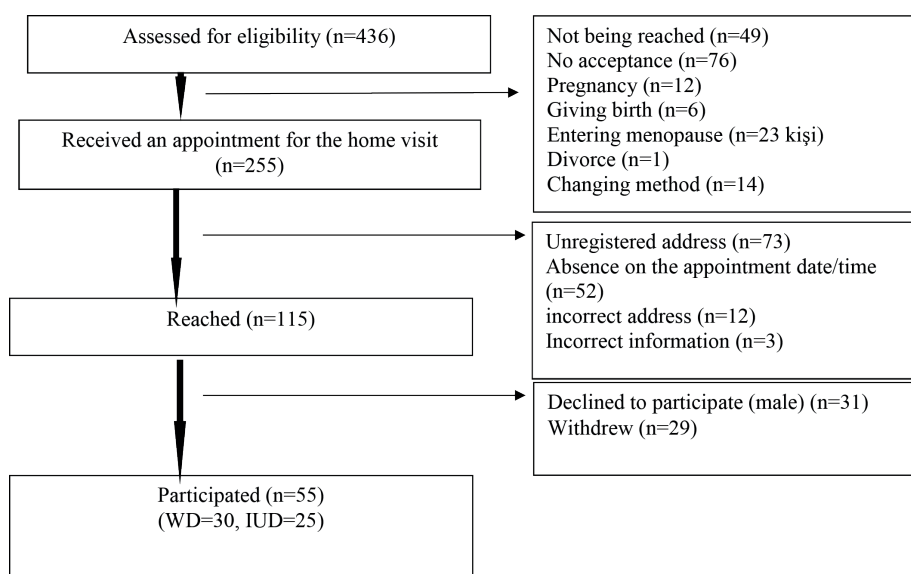 Assessed for eligibility (n=436)
Not being reached (n=49)
No acceptance (n=76)
Pregnancy (n=12)
Giving birth (n=6)
Entering menopause (n=23 kişi)
Divorce (n=1)
Changing method (n=14)
Received an appointment for the home visit
(n=255)
Unregistered address (n=73)
Absence on the appointment date/time
(n=52)
incorrect address (n=12)
Incorrect information (n=3)
Reached (n=115)
Declined to participate (male) (n=31)
Withdrew (n=29)
Participated (n=55)
(WD=30, IUD=25)